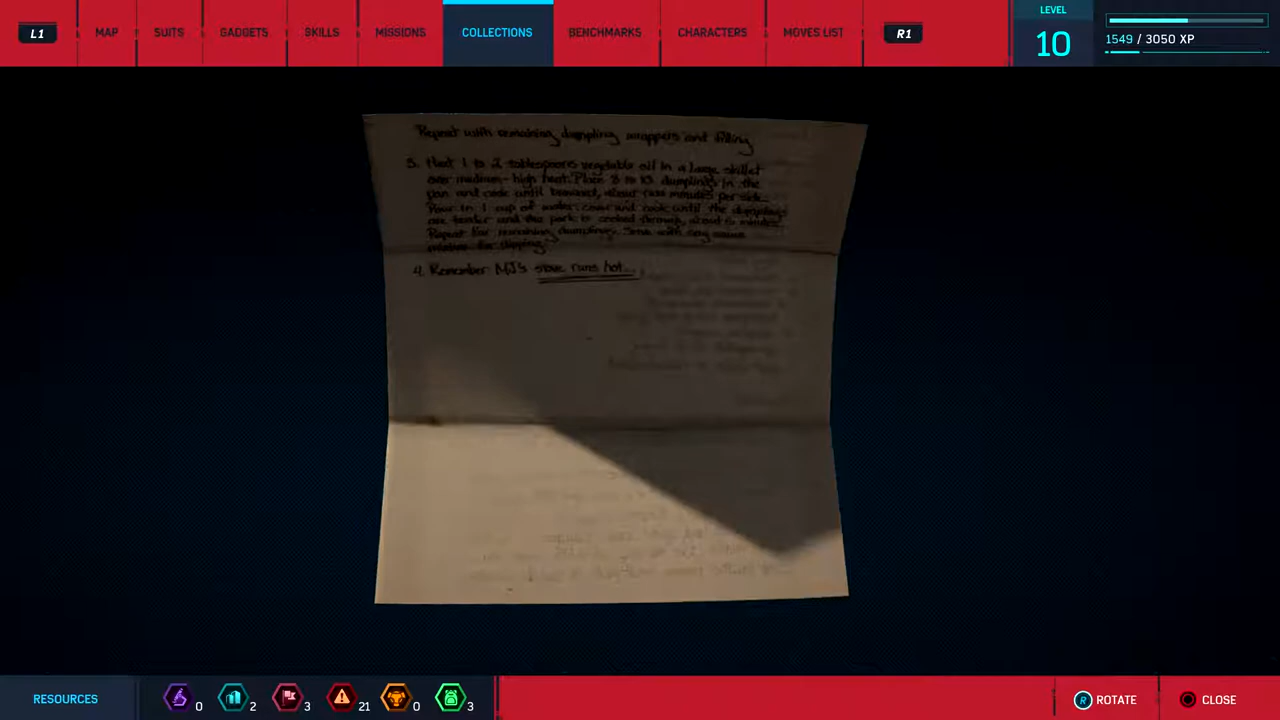 L1
MAP
SUITS
GADGETS
SKILLS
MISSIONS
COLLECTIONS
BENCHMARKS
CHARACTERS
MOVES LIST
R1
LEVEL
10
1549 / 3050 XP
Repeat with remaining dumpling wrappers and filling
3. Heat 1 to 2 tablespoons vegetable oil in a large skillet
over medium-high heat. Place 8 to 10 dumplings in the
pan and cook until browned, about two minutes per side.
Pour in 1 cup of water, cover and cook until the dumplings
are tender and the pork is cooked through, about 5 minutes.
Repeat for remaining dumplings. Serve with soy sauce
mixture for dipping.
4. Remember MJ's stove runs hot...
RESOURCES
0
2
3
21
0
3
R ROTATE
CLOSE